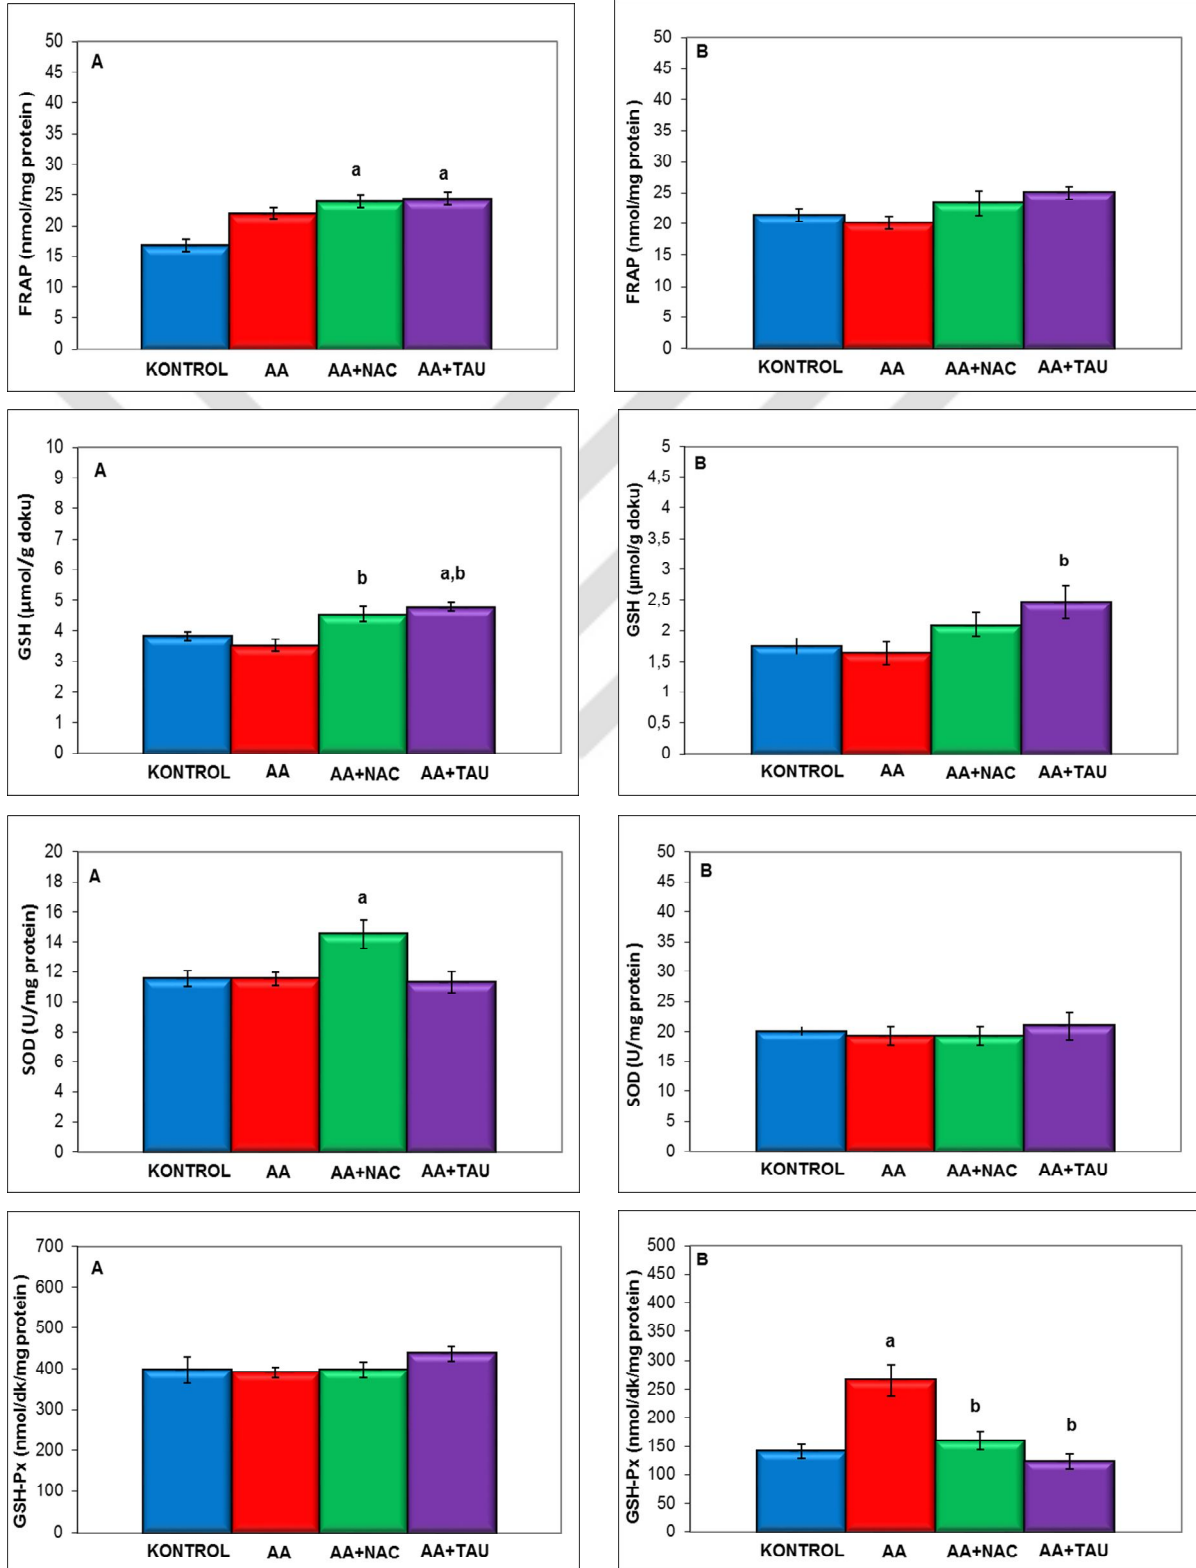 A
FRAP (nmol/mg protein )
50
45
40
35
30
25
20
15
10
5
0
a
a
KONTROL
AA
AA+NAC
AA+TAU
B
FRAP (nmol/mg protein )
50
45
40
35
30
25
20
15
10
5
0
KONTROL
AA
AA+NAC
AA+TAU
A
GSH (µmol/g doku)
10
9
8
7
6
5
4
3
2
1
0
b
a,b
KONTROL
AA
AA+NAC
AA+TAU
B
GSH (µmol/g doku)
5
4,5
4
3,5
3
2,5
2
1,5
1
0,5
0
b
KONTROL
AA
AA+NAC
AA+TAU
A
SOD (U/mg protein)
20
18
16
14
12
10
8
6
4
2
0
a
KONTROL
AA
AA+NAC
AA+TAU
B
SOD (U/mg protein)
50
45
40
35
30
25
20
15
10
5
0
KONTROL
AA
AA+NAC
AA+TAU
A
GSH-Px (nmol/dk/mg protein )
700
600
500
400
300
200
100
0
KONTROL
AA
AA+NAC
AA+TAU
B
GSH-Px (nmol/dk/mg protein )
500
450
400
350
300
250
200
150
100
50
0
a
b
b
KONTROL
AA
AA+NAC
AA+TAU